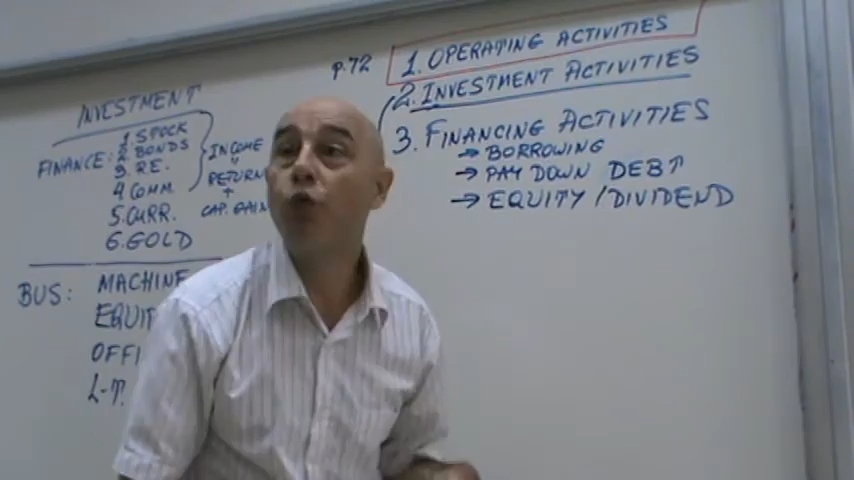 INVESTMENT
FINANCE: 1. STOCK
2. BONDS
3. RE.
4. COMM.
5. CURR.
6. GOLD
INCOME
"
RETURN
+
CAP. GAIN
BUS: MACHINE
L-T.
p.72 1. OPERATING ACTIVITIES
2. INVESTMENT ACTIVITIES
3. FINANCING ACTIVITIES
→ BORROWING
→ PAY DOWN DEBT
→ EQUITY / DIVIDEND